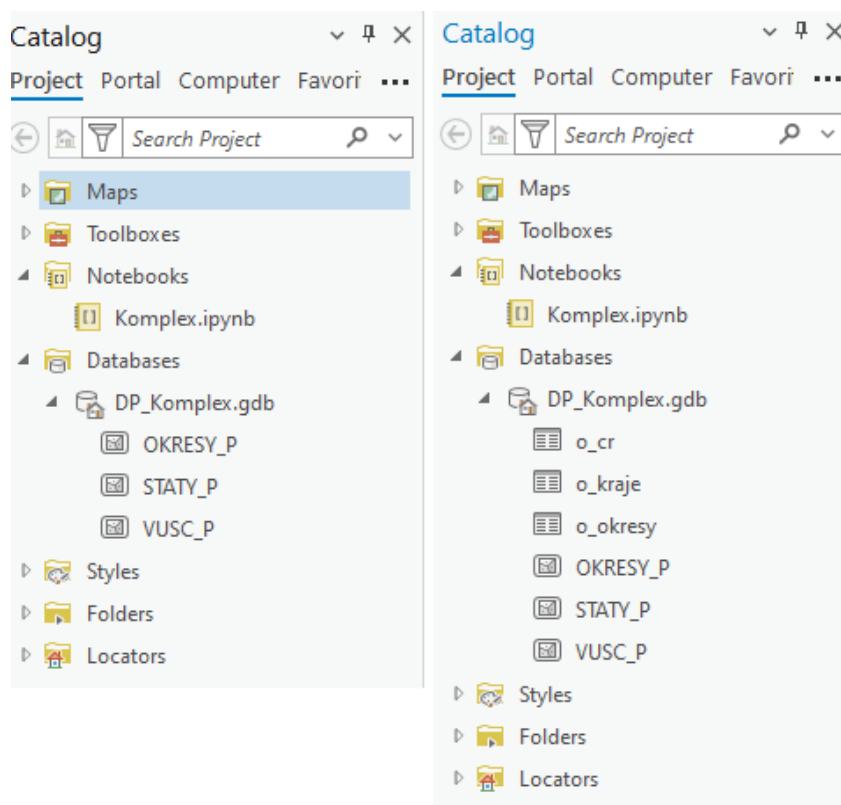 Catalog
Project Portal Computer Favori
Search Project
Maps
Toolboxes
Notebooks
Komplex.ipynb
Databases
DP_Komplex.gdb
OKRESY_P
STATY_P
VUSC_P
Styles
Folders
Locators
Catalog
Project Portal Computer Favori
Search Project
Maps
Toolboxes
Notebooks
Komplex.ipynb
Databases
DP_Komplex.gdb
o_cr
o_kraje
o_okresy
OKRESY_P
STATY_P
VUSC_P
Styles
Folders
Locators